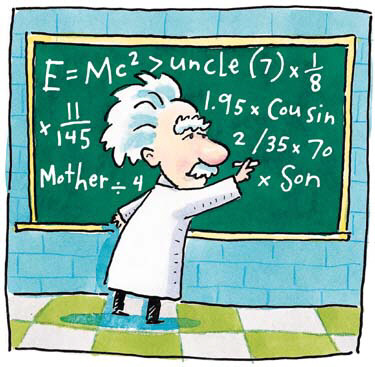 E = Mc² > uncle (7) x 1/8
x 11/145
1.95 x Cousin
2/35 x 70
Mother ÷ 4
x Son